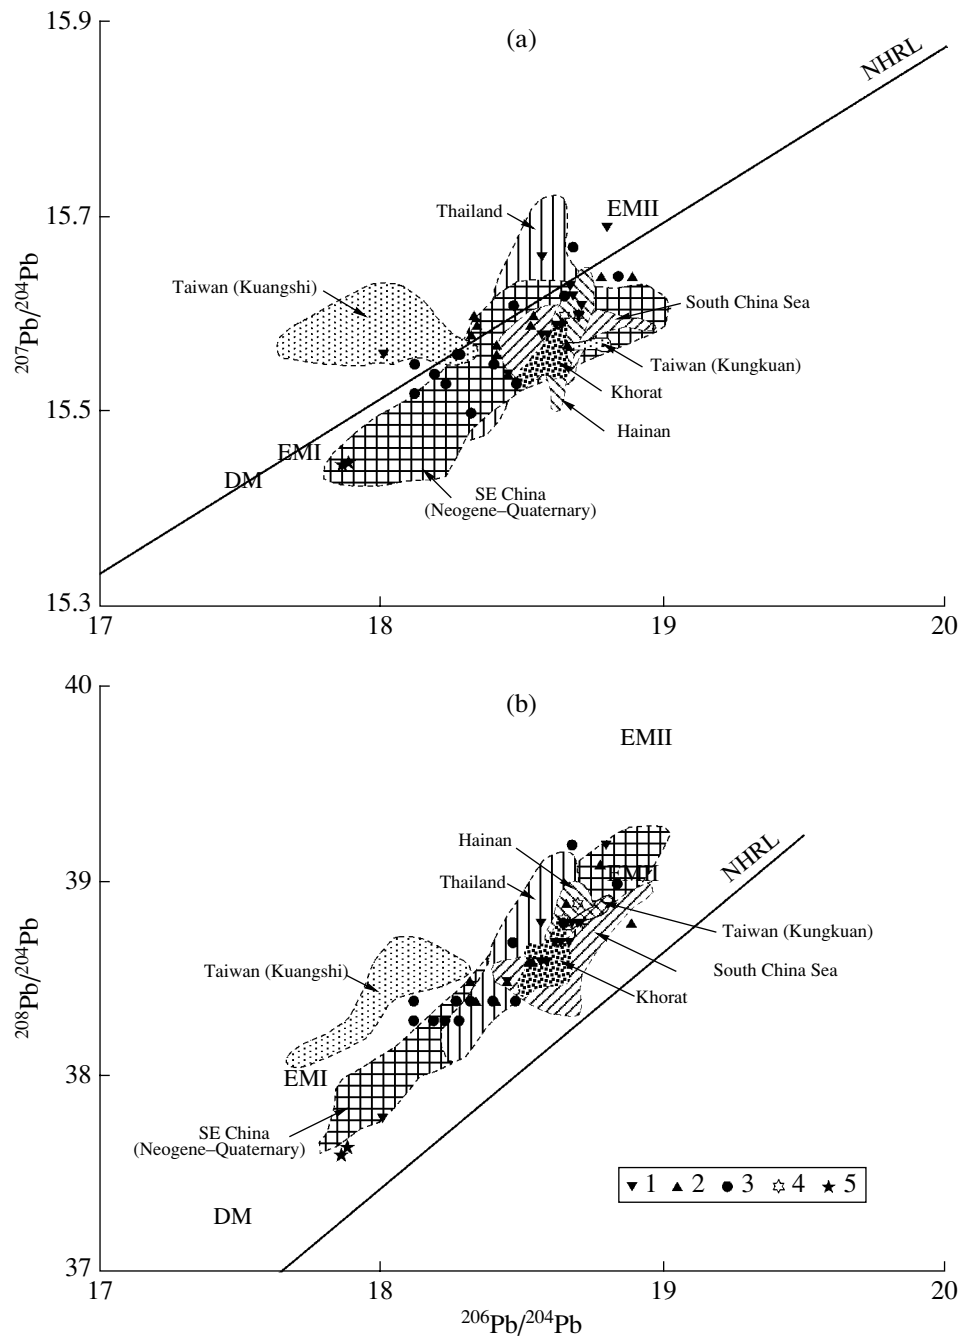 15.9
(a)
NHRL
15.7
Thailand
EMII
Taiwan (Kuangshi)
South China Sea
207Pb/204Pb
Taiwan (Kungkuan)
Khorat
15.5
Hainan
EMI
DM
SE China
(Neogene–Quaternary)
15.3
17
18
19
20
40
(b)
EMII
Hainan
NHRL
39
Thailand
EMII
Taiwan (Kungkuan)
Taiwan (Kuangshi)
South China Sea
208Pb/204Pb
Khorat
38
EMI
SE China
(Neogene–Quaternary)
1 2 3 4 5
DM
37
17
18
19
20
206Pb/204Pb